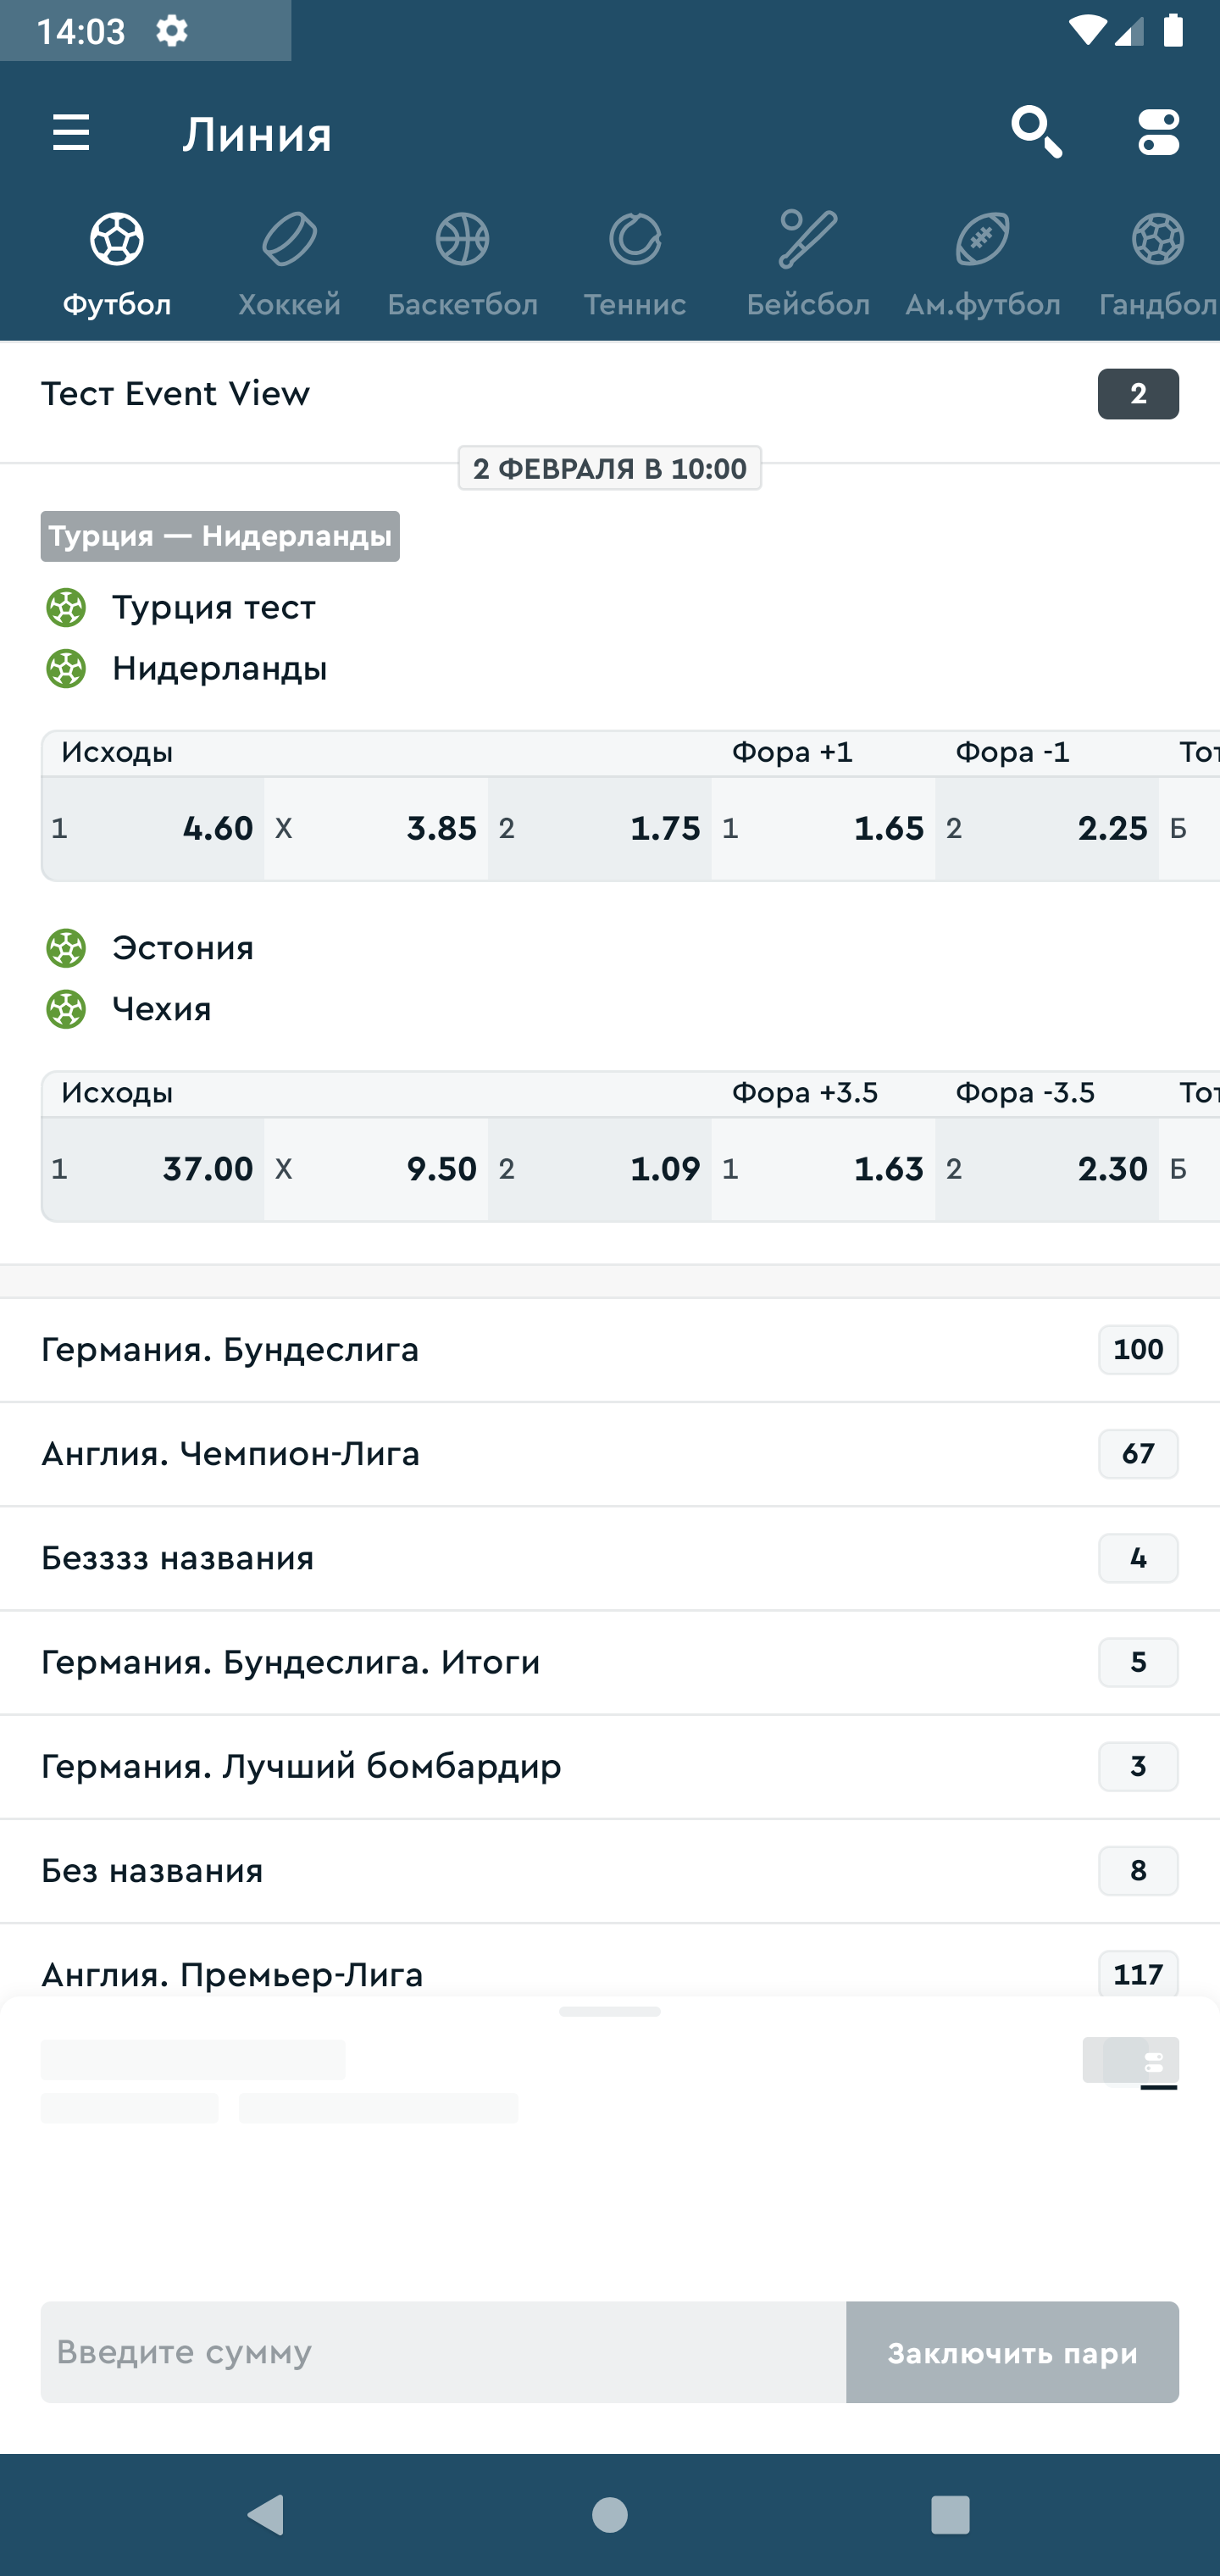 14:03
Линия
Футбол Хоккей Баскетбол Теннис Бейсбол Ам.футбол Гандбол
Тест Event View 2
2 ФЕВРАЛЯ В 10:00
Турция — Нидерланды
Турция тест
Нидерланды
Исходы Фора +1 Фора -1 Тот
1 4.60 X 3.85 2 1.75 1 1.65 2 2.25 Б
Эстония
Чехия
Исходы Фора +3.5 Фора -3.5 Тот
1 37.00 X 9.50 2 1.09 1 1.63 2 2.30 Б
Германия. Бундеслига 100
Англия. Чемпион-Лига 67
Безззз названия 4
Германия. Бундеслига. Итоги 5
Германия. Лучший бомбардир 3
Без названия 8
Англия. Премьер-Лига 117
Введите сумму Заключить пари